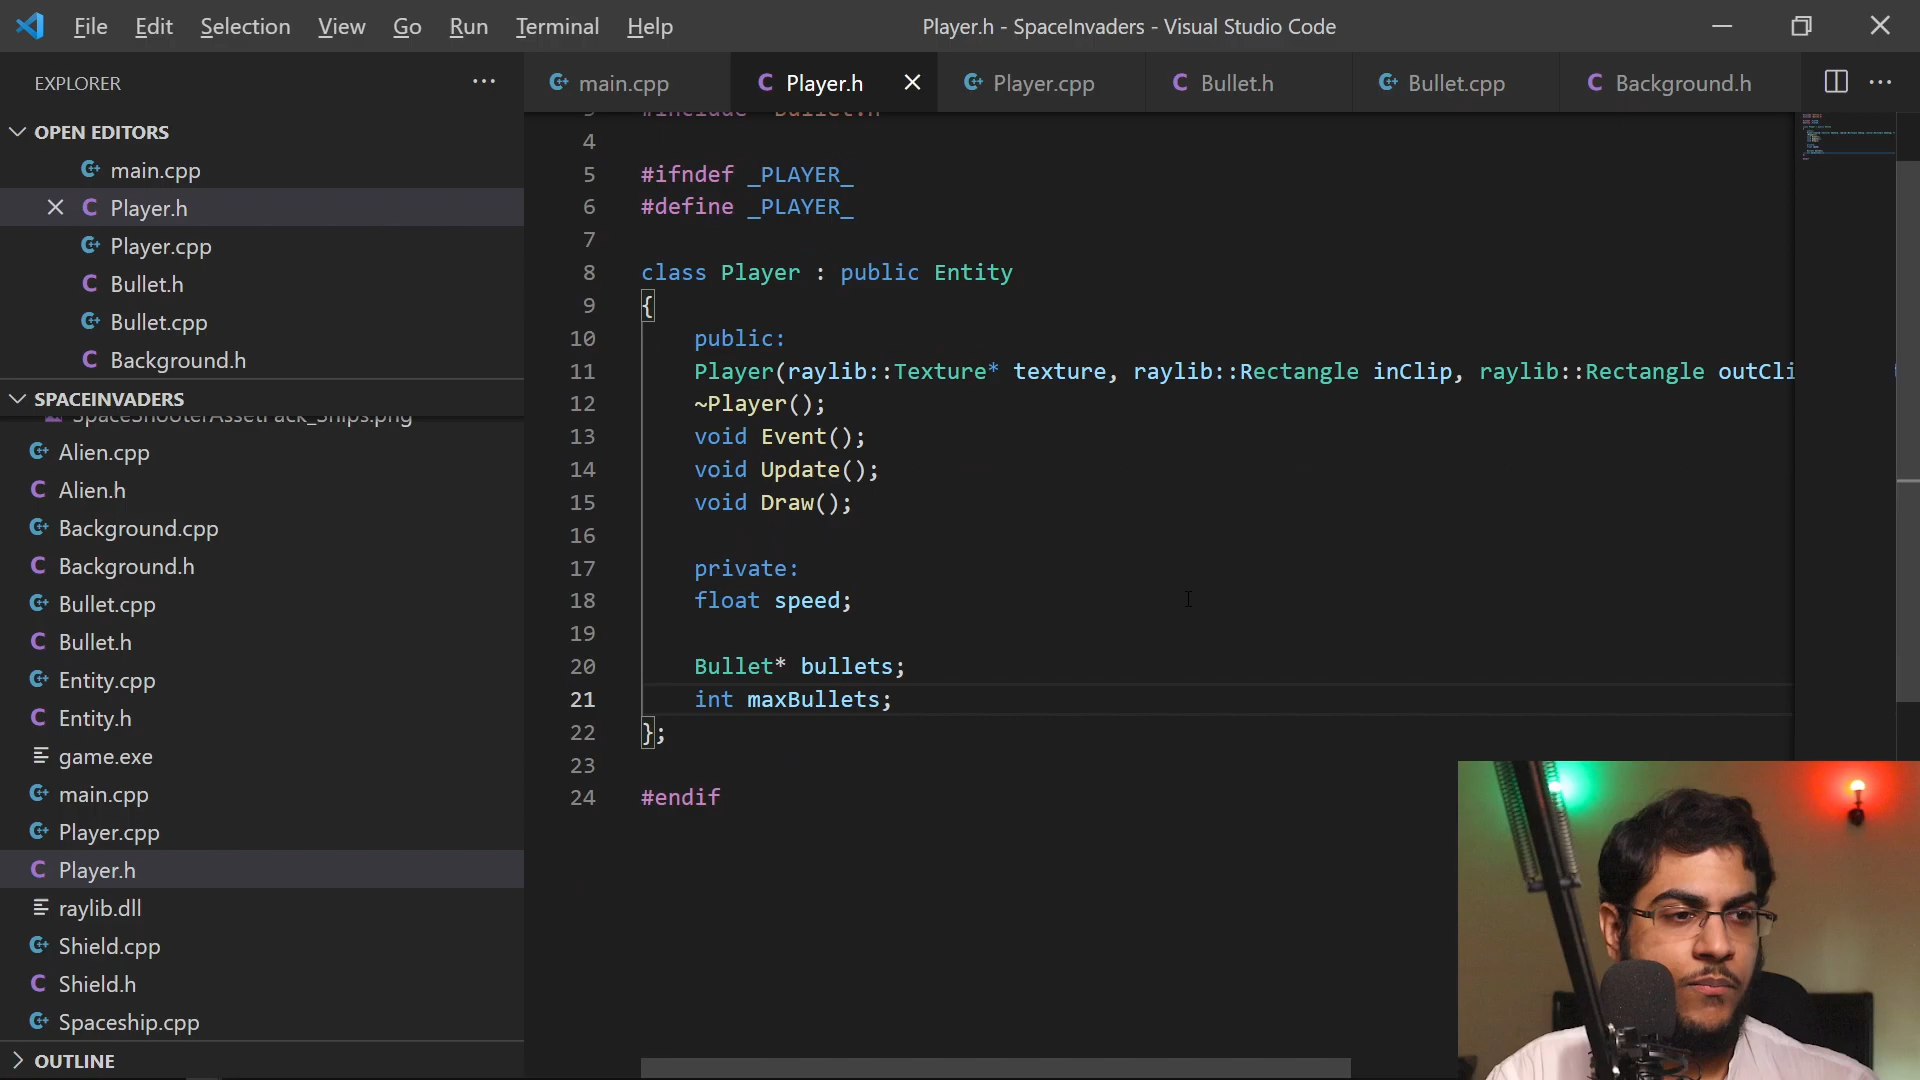 File Edit Selection View Go Run Terminal Help
Player.h - SpaceInvaders - Visual Studio Code
EXPLORER
main.cpp
Player.h
Player.cpp
Bullet.h
Bullet.cpp
Background.h
OPEN EDITORS
main.cpp
Player.h
Player.cpp
Bullet.h
Bullet.cpp
Background.h
SPACEINVADERS
SpaceShooterAssetPack_Ships.png
Alien.cpp
Alien.h
Background.cpp
Background.h
Bullet.cpp
Bullet.h
Entity.cpp
Entity.h
game.exe
main.cpp
Player.cpp
Player.h
raylib.dll
Shield.cpp
Shield.h
Spaceship.cpp
OUTLINE
3 #include "Bullet.h"
4
5 #ifndef _PLAYER_
6 #define _PLAYER_
7
8 class Player : public Entity
9 {
10 public:
11 Player(raylib::Texture* texture, raylib::Rectangle inClip, raylib::Rectangle outCli
12 ~Player();
13 void Event();
14 void Update();
15 void Draw();
16
17 private:
18 float speed;
19
20 Bullet* bullets;
21 int maxBullets;
22 };
23
24 #endif